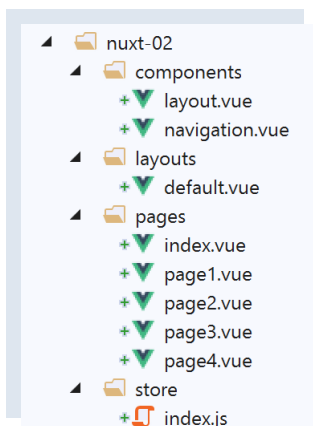 nuxt-02
components
layout.vue
navigation.vue
layouts
default.vue
pages
index.vue
page1.vue
page2.vue
page3.vue
page4.vue
store
index.js